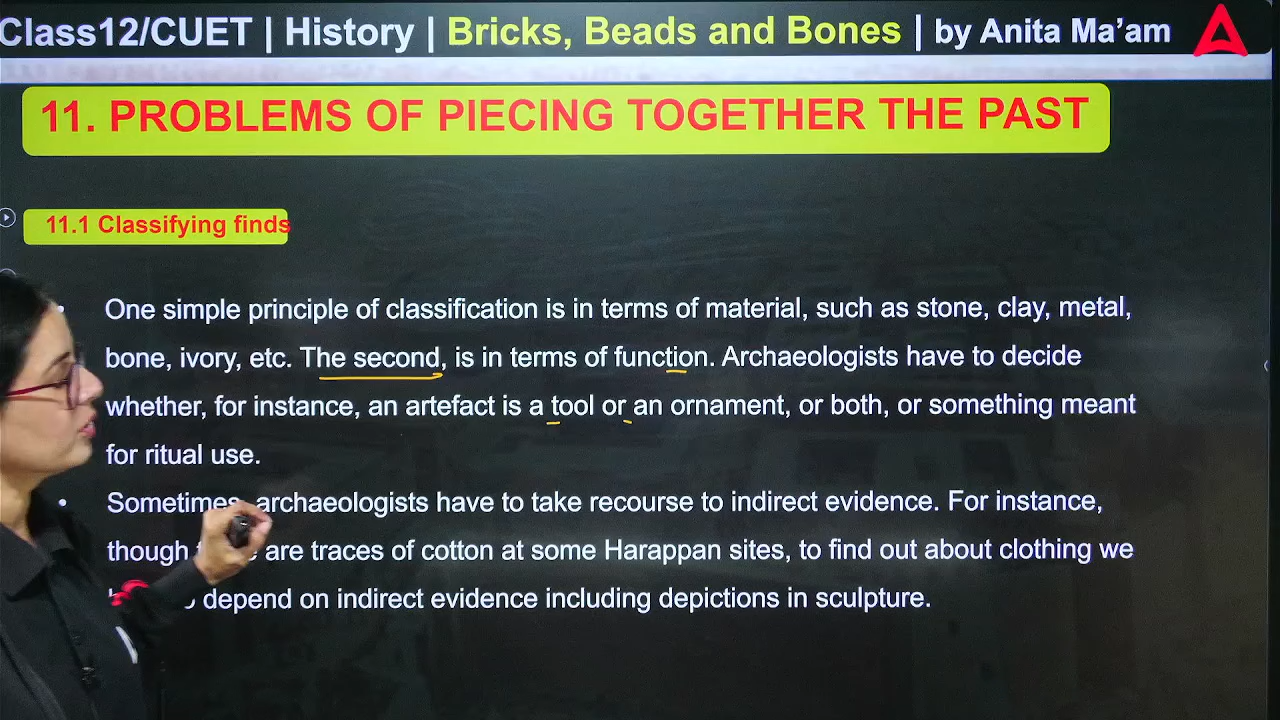 Class12/CUET | History | Bricks, Beads and Bones | by Anita Ma’am
11. PROBLEMS OF PIECING TOGETHER THE PAST
11.1 Classifying finds
One simple principle of classification is in terms of material, such as stone, clay, metal,
bone, ivory, etc. The second, is in terms of function. Archaeologists have to decide
whether, for instance, an artefact is a tool or an ornament, or both, or something meant
for ritual use.
Sometimes, archaeologists have to take recourse to indirect evidence. For instance,
though are traces of cotton at some Harappan sites, to find out about clothing we
depend on indirect evidence including depictions in sculpture.